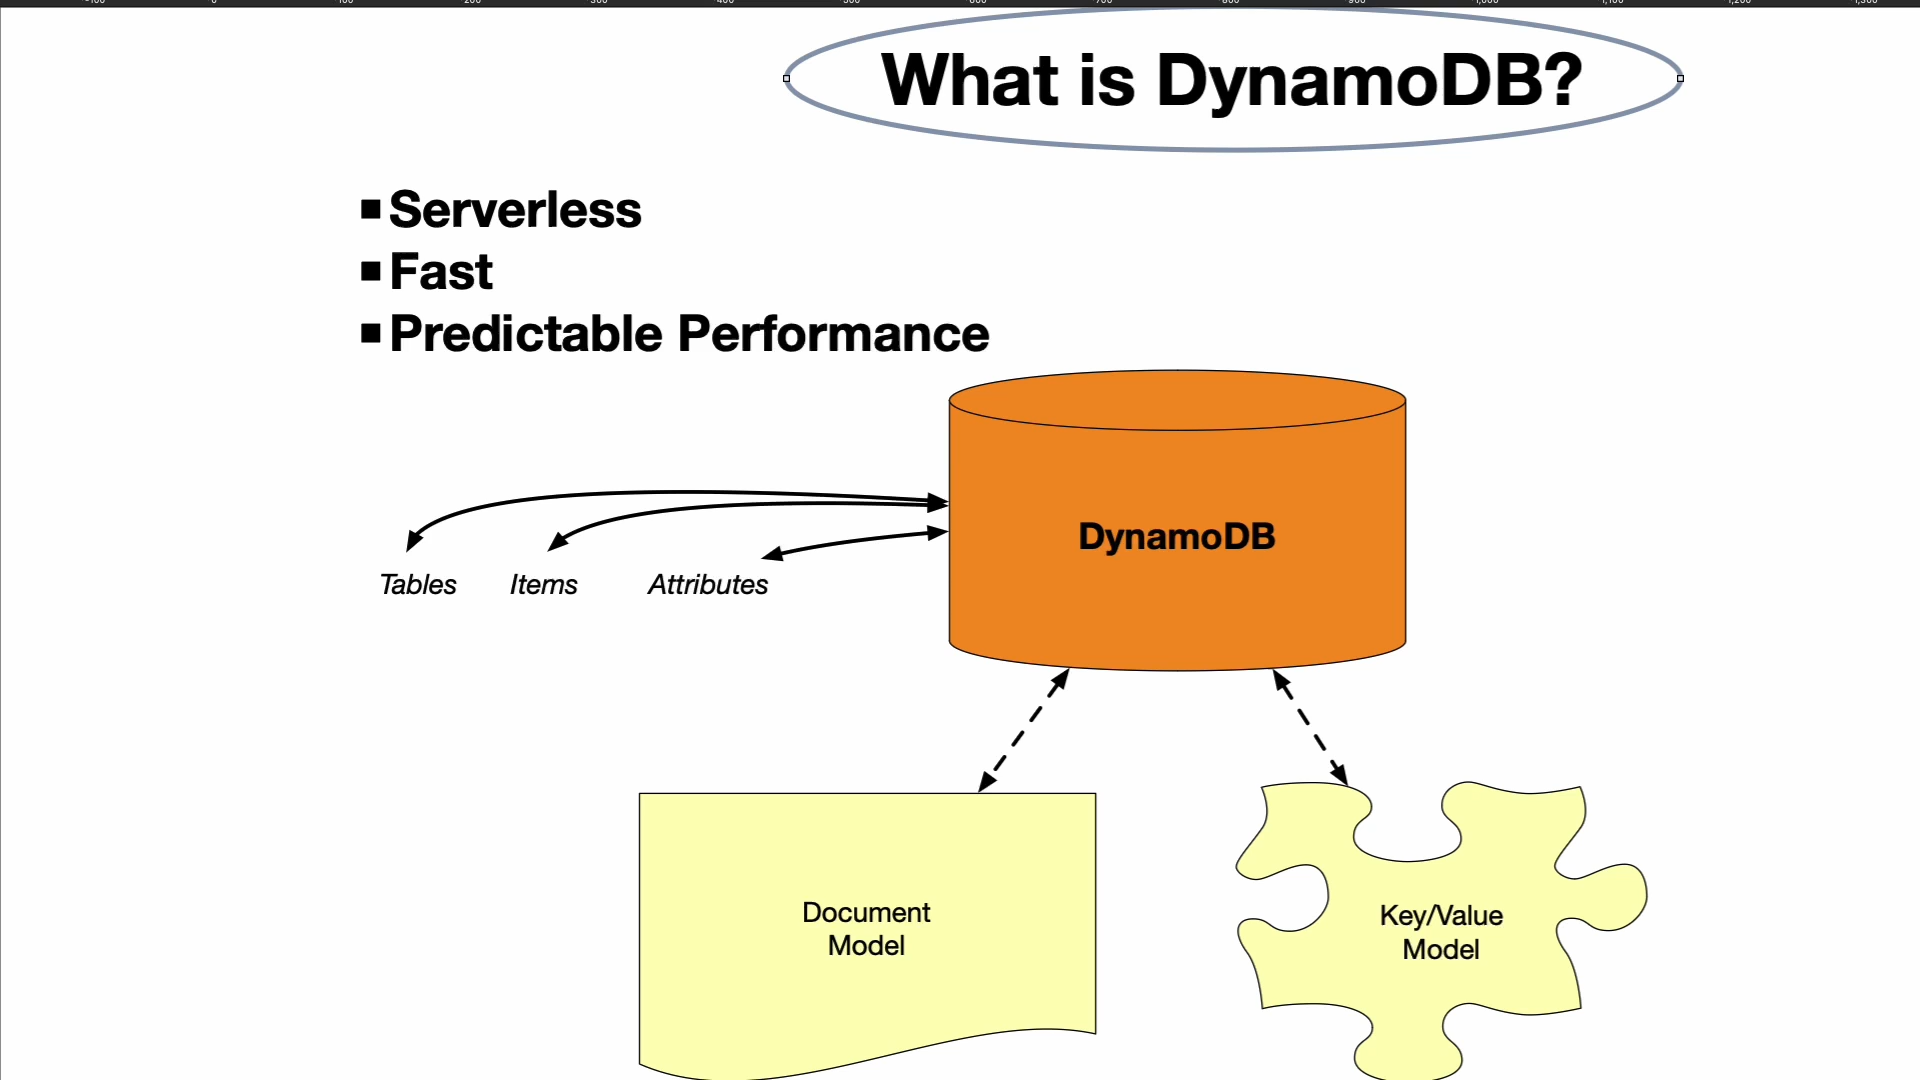 What is DynamoDB?
Serverless
Fast
Predictable Performance
DynamoDB
Tables Items Attributes
Document
Model
Key/Value
Model